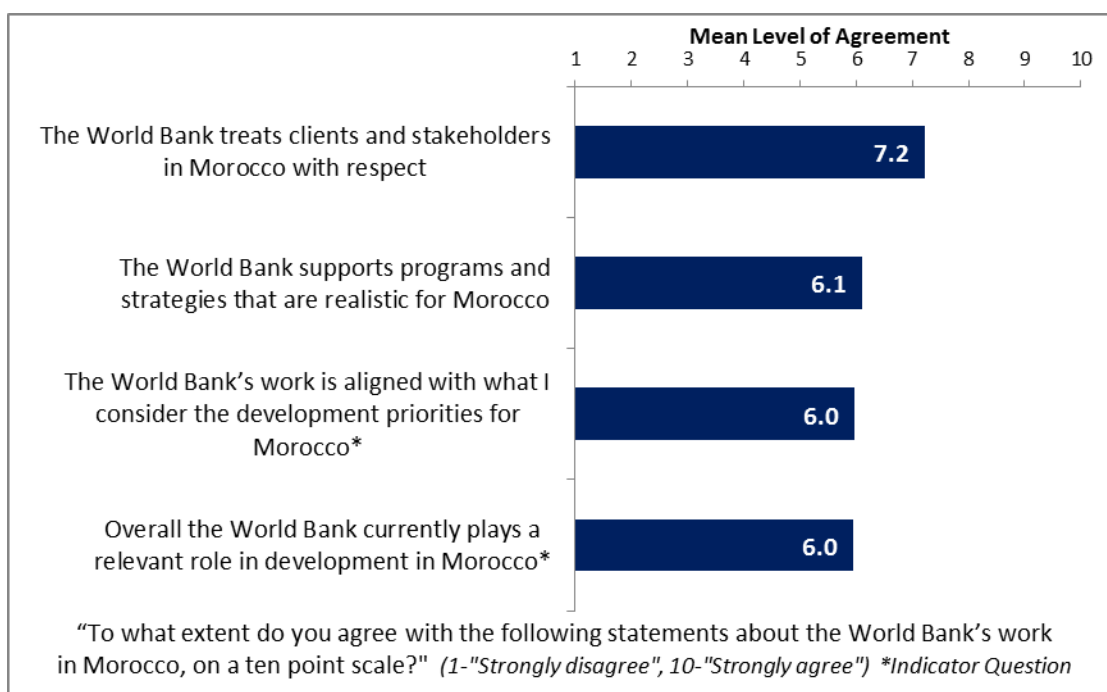 Mean Level of Agreement
1 2 3 4 5 6 7 8 9 10
The World Bank treats clients and stakeholders
in Morocco with respect
7.2
The World Bank supports programs and
strategies that are realistic for Morocco
6.1
The World Bank’s work is aligned with what I
consider the development priorities for
Morocco*
6.0
Overall the World Bank currently plays a
relevant role in development in Morocco*
6.0
“To what extent do you agree with the following statements about the World Bank’s work
in Morocco, on a ten point scale?" (1-"Strongly disagree", 10-"Strongly agree") *Indicator Question